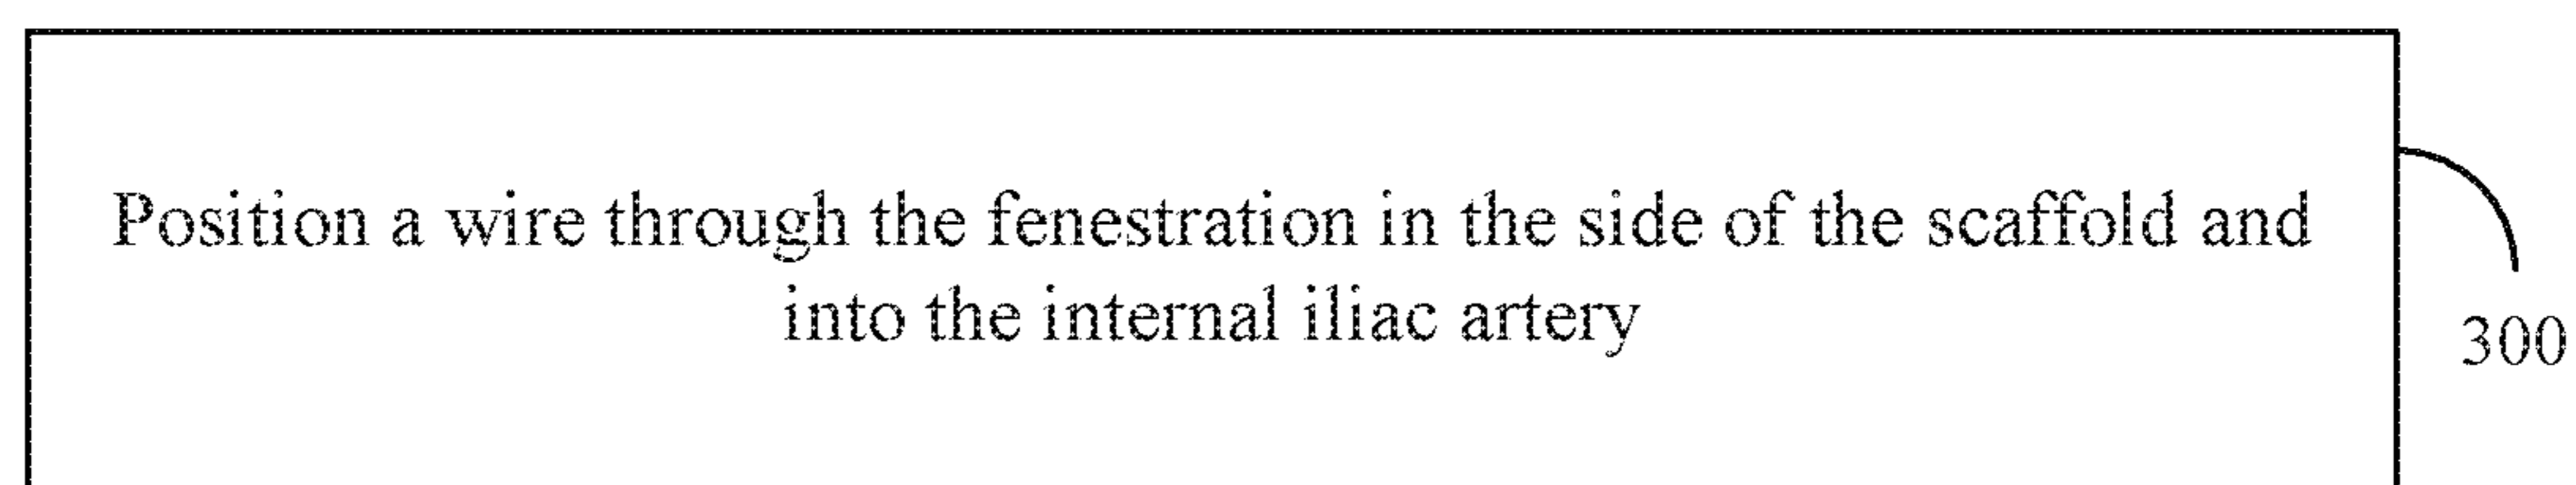 Position a wire through the fenestration in the side of the scaffold and
into the internal iliac artery
300